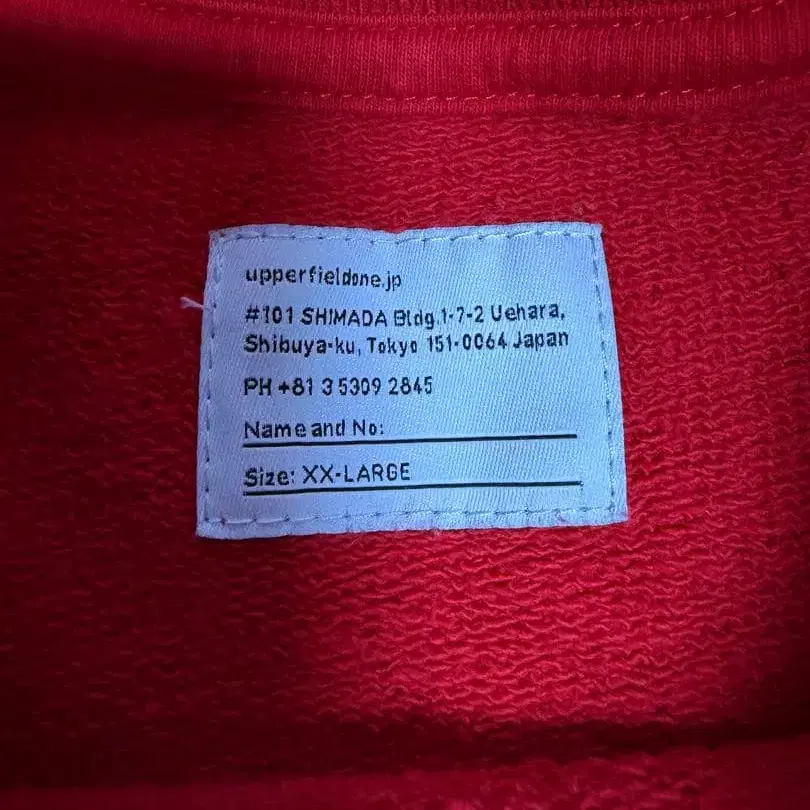 upperfieldone.jp
#101 SHIMADA Bldg.1-7-2 Uehara,
Shibuya-ku, Tokyo 151-0064 Japan
PH +81 3 5309 2845
Name and No:
Size: XX-LARGE